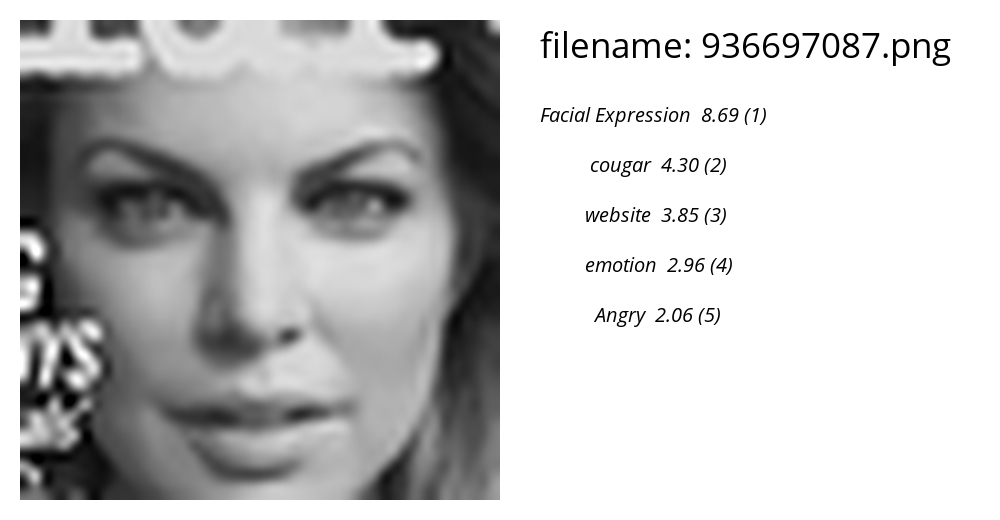 filename: 936697087.png
Facial Expression 8.69 (1)
cougar 4.30 (2)
website 3.85 (3)
emotion 2.96 (4)
Angry 2.06 (5)